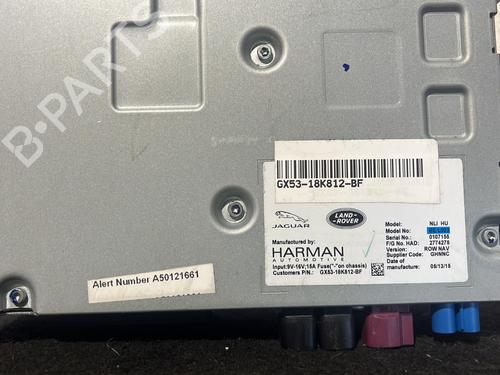 B-PARTS
GX53-18K812-BF
JAGUAR
LAND-ROVER
Manufactured by:
HARMAN
AUTOMOTIVE
Input:9V-16V;15A Fuse("-"on chassis)
Customers P/N.: GX53-18K812-BF
Model: NLI HU
Model No:
Serial No.: 0107156
F/G No. HAD: 2774278
Version: ROW NAV
Supplier Code: GHNNC
Date of
manufacture: 05/13/15
Alert Number A50121661